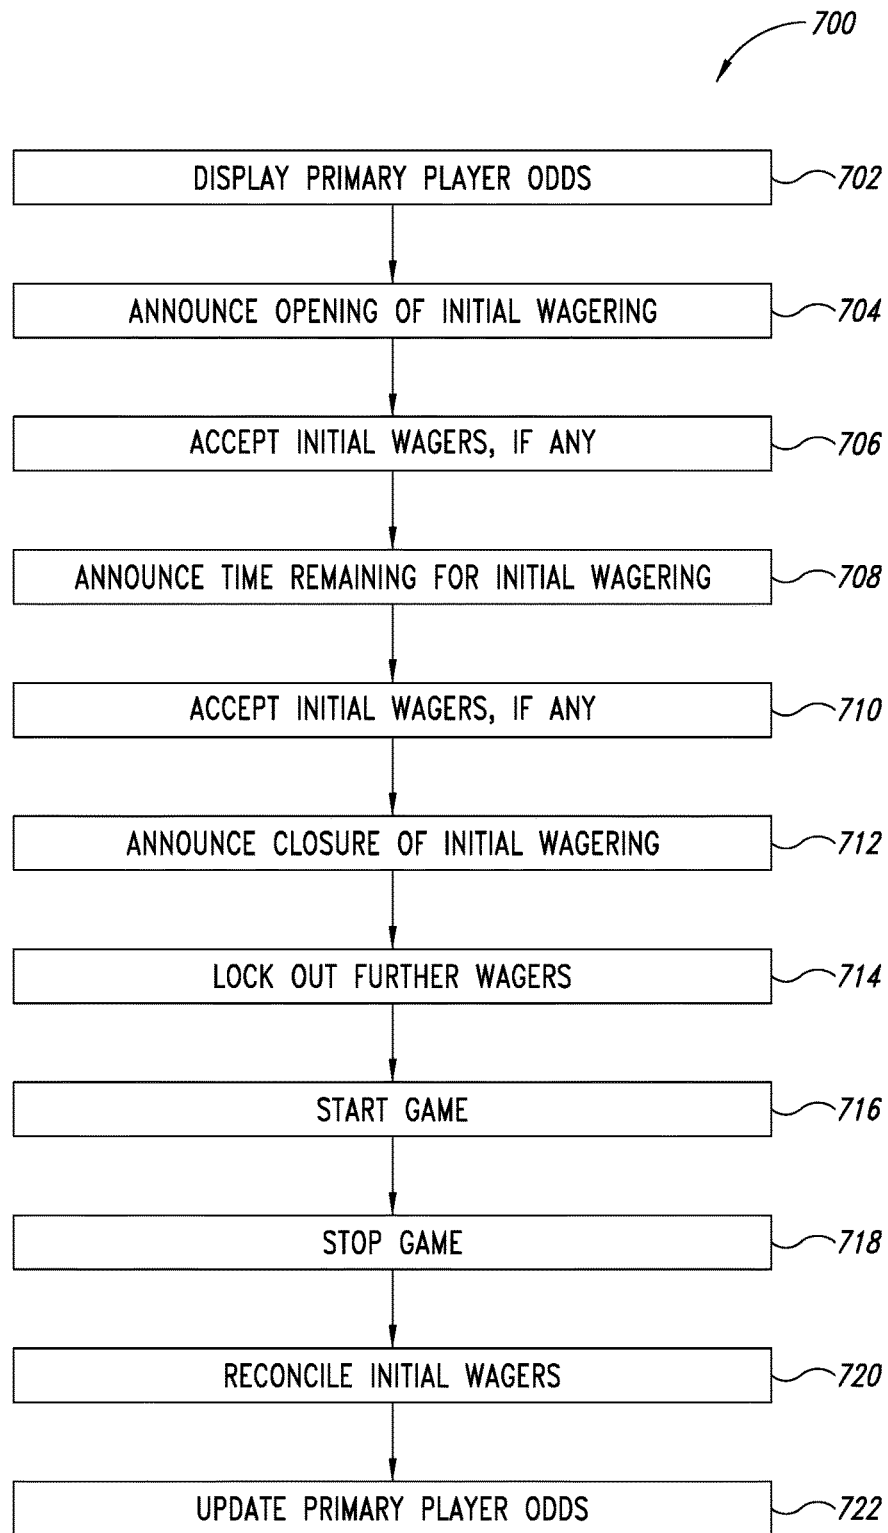 700
DISPLAY PRIMARY PLAYER ODDS 702
ANNOUNCE OPENING OF INITIAL WAGERING 704
ACCEPT INITIAL WAGERS, IF ANY 706
ANNOUNCE TIME REMAINING FOR INITIAL WAGERING 708
ACCEPT INITIAL WAGERS, IF ANY 710
ANNOUNCE CLOSURE OF INITIAL WAGERING 712
LOCK OUT FURTHER WAGERS 714
START GAME 716
STOP GAME 718
RECONCILE INITIAL WAGERS 720
UPDATE PRIMARY PLAYER ODDS 722